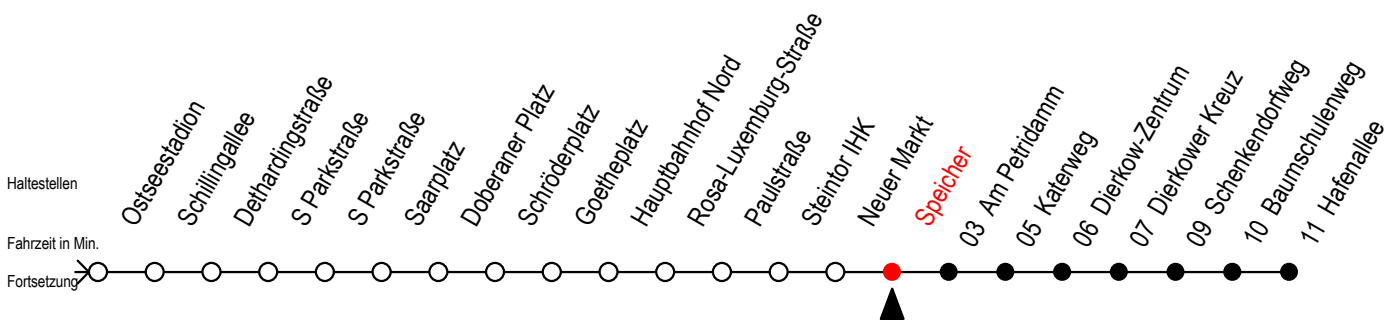 Haltestellen
Fahrzeit in Min.
Fortsetzung
Ostseestadion
Schillingallee
Dethardingstraße
S Parkstraße
S Parkstraße
Saarplatz
Doberaner Platz
Schröderplatz
Goetheplatz
Hauptbahnhof Nord
Rosa-Luxemburg-Straße
Paulstraße
Steintor IHK
Neuer Markt
Speicher
03 Am Petridamm
05 Katenweg
06 Dierkow-Zentrum
07 Dierkower Kreuz
09 Schenkendorfweg
10 Baumschulenweg
11 Hafenallee